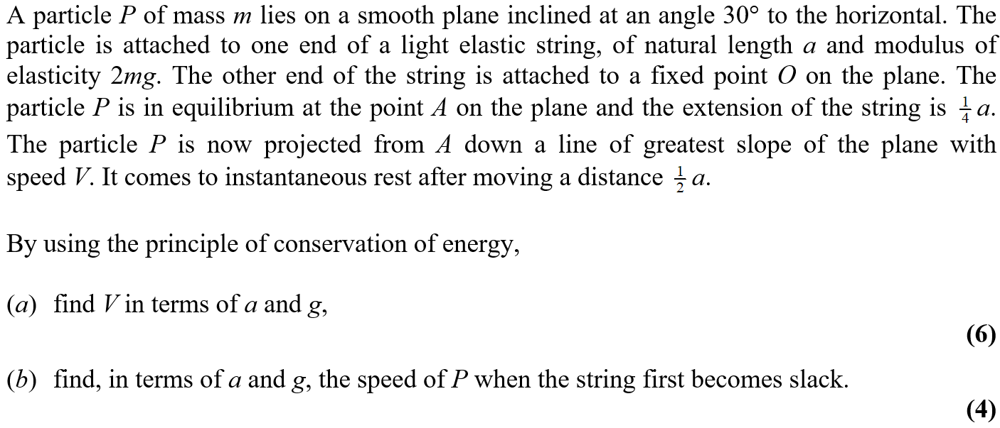 A particle P of mass m lies on a smooth plane inclined at an angle 30° to the horizontal. The
particle is attached to one end of a light elastic string, of natural length a and modulus of
elasticity 2mg. The other end of the string is attached to a fixed point O on the plane. The
particle P is in equilibrium at the point A on the plane and the extension of the string is 1/4 a.
The particle P is now projected from A down a line of greatest slope of the plane with
speed V. It comes to instantaneous rest after moving a distance 1/2 a.
By using the principle of conservation of energy,
(a) find V in terms of a and g,
(6)
(b) find, in terms of a and g, the speed of P when the string first becomes slack.
(4)